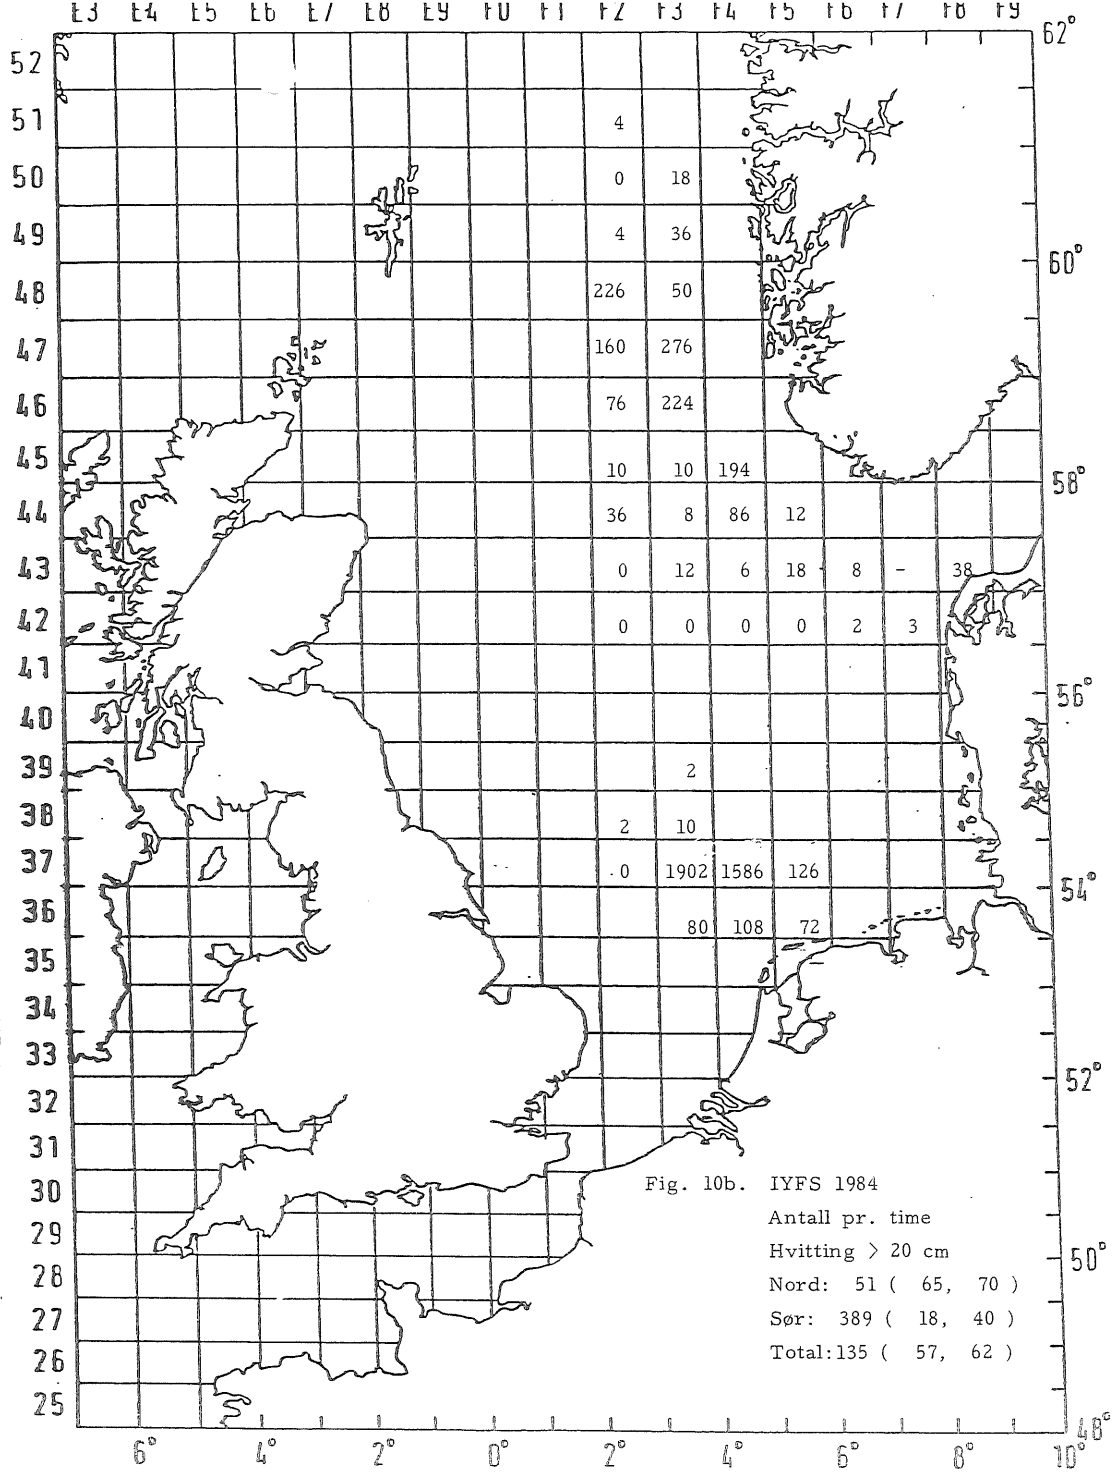 E3 E4 E5 E6 E7 E8 E9 F0 F1 F2 F3 F4 F5 F6 F7 F8 F9
62°
52
51 4
50 0 18
49 4 36
60°
48 226 50
47 160 276
46 76 224
45 10 10 194
58°
44 36 8 86 12
43 0 12 6 18 8 - 38
42 0 0 0 0 2 3
41
56°
40
39 2
38 2 10
37 0 1902 1586 126
54°
36 80 108 72
35
34
33
52°
32
31
30 Fig. 10b. IYFS 1984
29 Antall pr. time
Hvitting > 20 cm
50°
28 Nord: 51 ( 65, 70 )
27 Sør: 389 ( 18, 40 )
26 Total:135 ( 57, 62 )
25
48°
6° 4° 2° 0° 2° 4° 6° 8° 10°